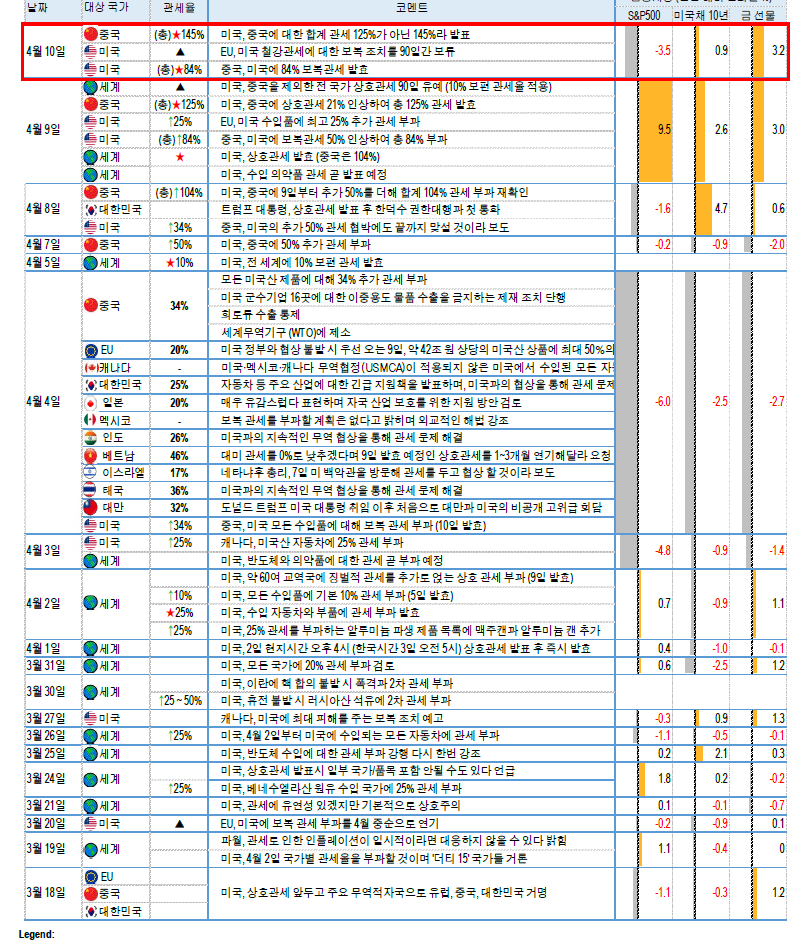 날짜 대상 국가 관세율 코멘트 S&P500 미국채 10년 금 선물
4월 10일 중국 (총)★145% 미국, 중국에 대한 합계 관세 125%가 아닌 145%라 발표 -3.5 0.9 3.2
미국 ▲ EU, 미국 철강관세에 대한 보복 조치를 90일간 보류
미국 (총)★84% 중국, 미국에 84% 보복관세 발효
4월 9일 세계 ▲ 미국, 중국을 제외한 전 국가 상호관세 90일 유예 (10% 보편 관세율 적용) 9.5 2.6 3.0
중국 (총)★125% 미국, 중국에 상호관세 21% 인상하여 총 125% 관세 발효
미국 ↑25% EU, 미국 수입품에 최고 25% 추가 관세 부과
미국 (총)↑84% 중국, 미국에 보복관세 50% 인상하여 총 84% 부과
세계 ★ 미국, 상호관세 발효 (중국은 104%)
세계 미국, 수입 의약품 관세 곧 발표 예정
4월 8일 중국 (총)↑104% 미국, 중국에 9일부터 추가 50%를 더해 합계 104% 관세 부과 재확인 -1.6 4.7 0.6
대한민국 트럼프 대통령, 상호관세 발표 후 한덕수 권한대행과 첫 통화
미국 ↑34% 중국, 미국의 추가 50% 관세 협박에도 끝까지 맞설 것이라 보도
4월 7일 중국 ↑50% 미국, 중국에 50% 추가 관세 부과 -0.2 -0.9 -2.0
4월 5일 세계 ★10% 미국, 전 세계에 10% 보편 관세 발효
4월 4일 중국 34% 모든 미국산 제품에 대해 34% 추가 관세 부과 -6.0 -2.5 -2.7
미국 군수기업 16곳에 대한 이중용도 물품 수출을 금지하는 제재 조치 단행
희로류 수출 통제
세계무역기구 (WTO)에 제소
EU 20% 미국 정부와 협상 불발 시 우선 오는 9일, 약 42조 원 상당의 미국산 상품에 최대 50%의
캐나다 - 미국·멕시코·캐나다 무역협정(USMCA)이 적용되지 않은 미국에서 수입된 모든 자
대한민국 25% 자동차 등 주요 산업에 대한 긴급 지원책을 발표하며, 미국과의 협상을 통해 관세 문제
일본 20% 매우 유감스럽다 표현하며 자국 산업 보호를 위한 지원 방안 검토
멕시코 - 보복 관세를 부과할 계획은 없다고 밝히며 외교적인 해법 강조
인도 26% 미국과의 지속적인 무역 협상을 통해 관세 문제 해결
베트남 46% 대미 관세를 0%로 낮추겠다며 9일 발효 예정인 상호관세를 1~3개월 연기해달라 요청
이스라엘 17% 네타냐후 총리, 7일 미 백악관을 방문해 관세를 두고 협상 할 것이라 보도
태국 36% 미국과의 지속적인 무역 협상을 통해 관세 문제 해결
대만 32% 도널드 트럼프 미국 대통령 취임 이후 처음으로 대만과 미국의 비공개 고위급 회담
미국 ↑34% 중국, 미국 모든 수입품에 대해 보복 관세 부과 (10일 발효)
4월 3일 미국 ↑25% 캐나다, 미국산 자동차에 25% 관세 부과 -4.8 -0.9 -1.4
세계 미국, 반도체와 의약품에 대한 관세 곧 부과 예정
4월 2일 세계 미국, 약 60여 교역국에 징벌적 관세를 추가로 얹는 상호 관세 부과 (9일 발효) 0.7 -0.9 1.1
↑10% 미국, 모든 수입품에 기본 10% 관세 부과 (5일 발효)
★25% 미국, 수입 자동차와 부품에 관세 부과 발효
↑25% 미국, 25% 관세를 부과하는 알루미늄 파생 제품 목록에 맥주캔과 알루미늄 캔 추가
4월 1일 세계 미국, 2일 현지시간 오후 4시 (한국시간 3일 오전 5시) 상호관세 발표 후 즉시 발효 0.4 -1.0 -0.1
3월 31일 세계 미국, 모든 국가에 20% 관세 부과 검토 0.6 -2.5 1.2
3월 30일 세계 미국, 이란에 핵 합의 불발 시 폭격과 2차 관세 부과
↑25~50% 미국, 휴전 불발 시 러시아산 석유에 2차 관세 부과
3월 27일 미국 캐나다, 미국에 최대 피해를 주는 보복 조치 예고 -0.3 0.9 1.3
3월 26일 세계 ↑25% 미국, 4월 2일부터 미국에 수입되는 모든 자동차에 관세 부과 -1.1 -0.5 -0.1
3월 25일 세계 미국, 반도체 수입에 대한 관세 부과 강행 다시 한번 강조 0.2 2.1 0.3
3월 24일 세계 미국, 상호관세 발표시 일부 국가/품목 포함 안될 수도 있다 언급 1.8 0.2 -0.2
↑25% 미국, 베네수엘라산 원유 수입 국가에 25% 관세 부과
3월 21일 세계 미국, 관세에 유연성 있겠지만 기본적으로 상호주의 0.1 -0.1 -0.7
3월 20일 미국 ▲ EU, 미국에 보복 관세 부과를 4월 중순으로 연기 -0.2 -0.9 0.1
3월 19일 세계 파월, 관세로 인한 인플레이션이 일시적이라면 대응하지 않을 수 있다 밝힘 1.1 -0.4 0
미국, 4월 2일 국가별 관세율을 부과할 것이며 '더티 15' 국가들 거론
3월 18일 EU 미국, 상호관세 앞두고 주요 무역적자국으로 유럽, 중국, 대한민국 거명 -1.1 -0.3 1.2
중국
대한민국
Legend: